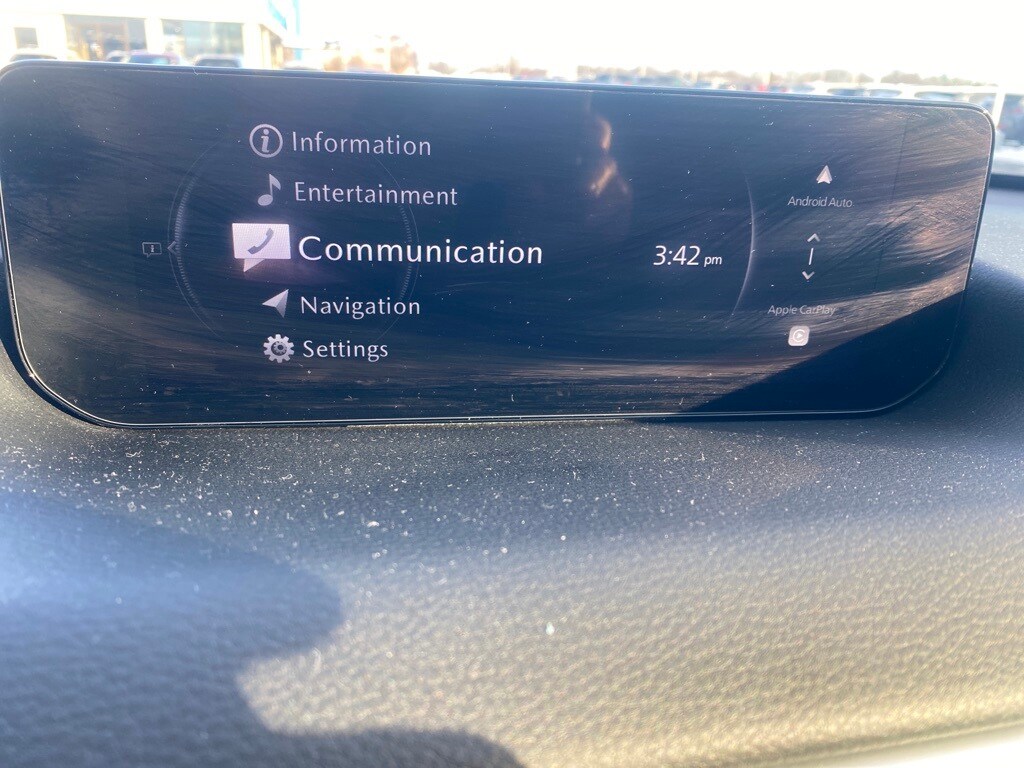 Information
Entertainment
Communication
Navigation
Settings
3:42 pm
Android Auto
Apple CarPlay